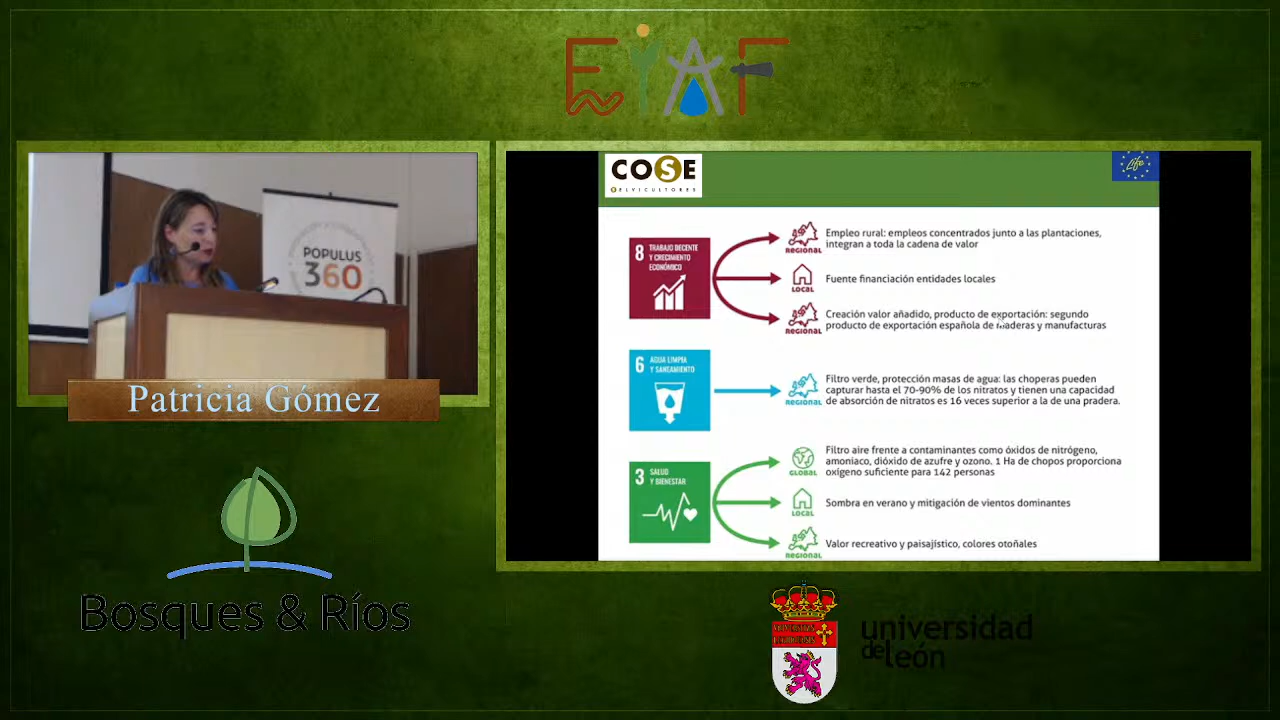 EIAF
POPULUS
360
Patricia Gómez
Bosques & Ríos
COSE
SELVICULTORES
Life
8 TRABAJO DECENTE
Y CRECIMIENTO
ECONÓMICO
REGIONAL
Empleo rural: empleos concentrados junto a las plantaciones,
integran a toda la cadena de valor
LOCAL
Fuente financiación entidades locales
REGIONAL
Creación valor añadido, producto de exportación: segundo
producto de exportación española de maderas y manufacturas
6 AGUA LIMPIA
Y SANEAMIENTO
REGIONAL
Filtro verde, protección masas de agua: las choperas pueden
capturar hasta el 70-90% de los nitratos y tienen una capacidad
de absorción de nitratos es 16 veces superior a la de una pradera.
3 SALUD
Y BIENESTAR
GLOBAL
Filtro aire frente a contaminantes como óxidos de nitrógeno,
amoniaco, dióxido de azufre y ozono. 1 Ha de chopos proporciona
oxígeno suficiente para 142 personas
LOCAL
Sombra en verano y mitigación de vientos dominantes
REGIONAL
Valor recreativo y paisajístico, colores otoñales
universidad
de león